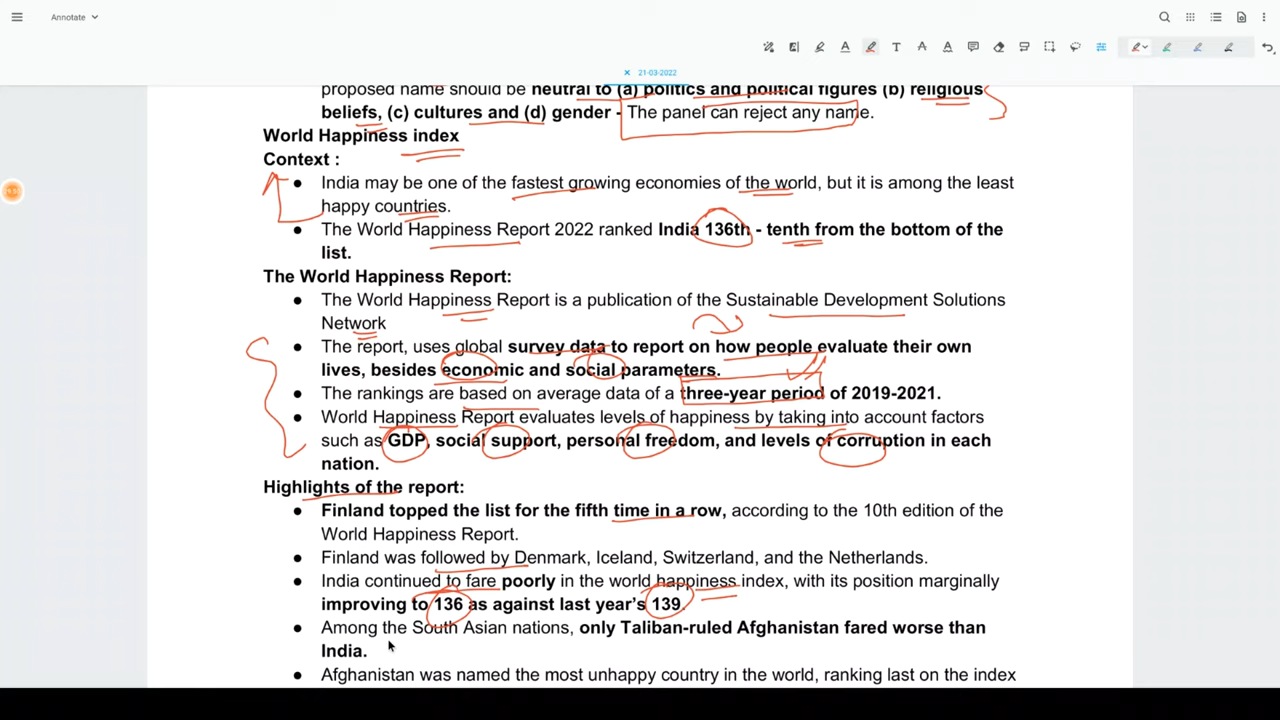 Annotate
21-03-2022
proposed name should be neutral to (a) politics and political figures (b) religious
beliefs, (c) cultures and (d) gender - The panel can reject any name.
World Happiness index
Context :
● India may be one of the fastest growing economies of the world, but it is among the least
happy countries.
● The World Happiness Report 2022 ranked India 136th - tenth from the bottom of the
list.
The World Happiness Report:
● The World Happiness Report is a publication of the Sustainable Development Solutions
Network
● The report, uses global survey data to report on how people evaluate their own
lives, besides economic and social parameters.
● The rankings are based on average data of a three-year period of 2019-2021.
● World Happiness Report evaluates levels of happiness by taking into account factors
such as GDP, social support, personal freedom, and levels of corruption in each
nation.
Highlights of the report:
● Finland topped the list for the fifth time in a row, according to the 10th edition of the
World Happiness Report.
● Finland was followed by Denmark, Iceland, Switzerland, and the Netherlands.
● India continued to fare poorly in the world happiness index, with its position marginally
improving to 136 as against last year's 139.
● Among the South Asian nations, only Taliban-ruled Afghanistan fared worse than
India.
● Afghanistan was named the most unhappy country in the world, ranking last on the index